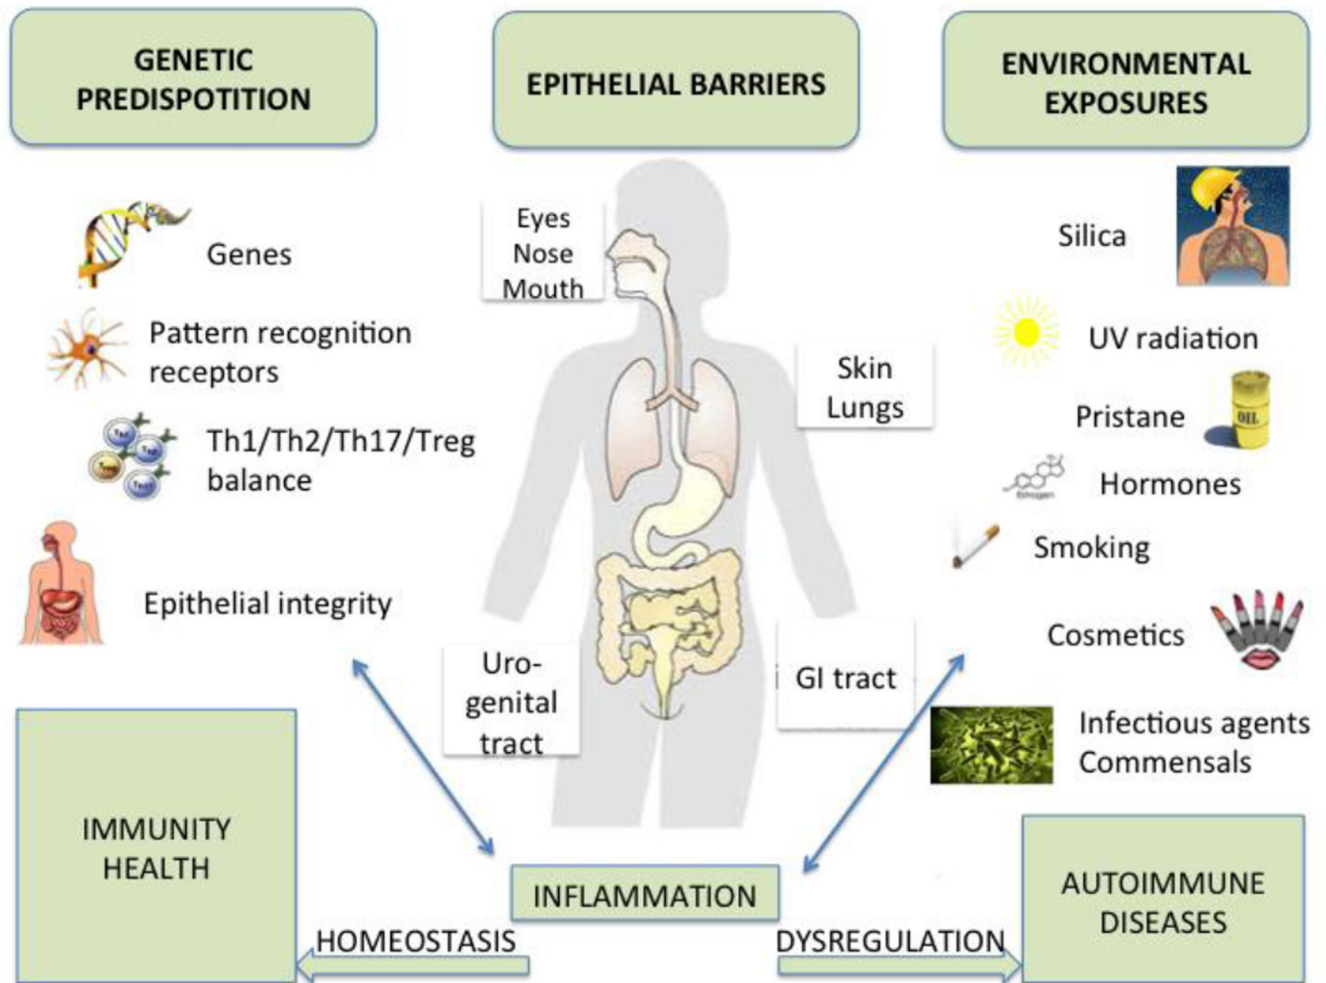 GENETIC
PREDISPOTITION
EPITHELIAL BARRIERS
ENVIRONMENTAL
EXPOSURES
Genes
Pattern recognition
receptors
Th1/Th2/Th17/Treg
balance
Epithelial integrity
Eyes
Nose
Mouth
Skin
Lungs
Uro-
genital
tract
GI tract
Silica
UV radiation
Pristane
OIL
Hormones
Estrogen
Smoking
Cosmetics
Infectious agents
Commensals
IMMUNITY
HEALTH
INFLAMMATION
HOMEOSTASIS
DYSREGULATION
AUTOIMMUNE
DISEASES